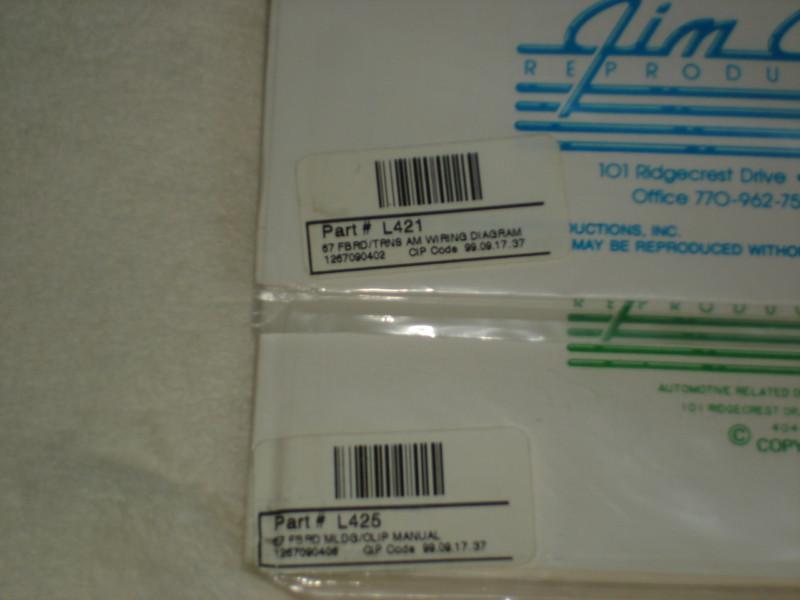 Jim
REPRODU
101 Ridgecrest Drive
Office 770-962-75
Part # L421
67 FBRD/TRNS AM WIRING DIAGRAM
1267090402 CIP Code 99.09.17.37
UCTIONS, INC.
MAY BE REPRODUCED WITHO
REPRODU
AUTOMOTIVE RELATED
101 RIDGECREST DR
404
© COPY
Part # L425
67 FBRD MLDG/CLIP MANUAL
1267090406 CIP Code 99.09.17.37